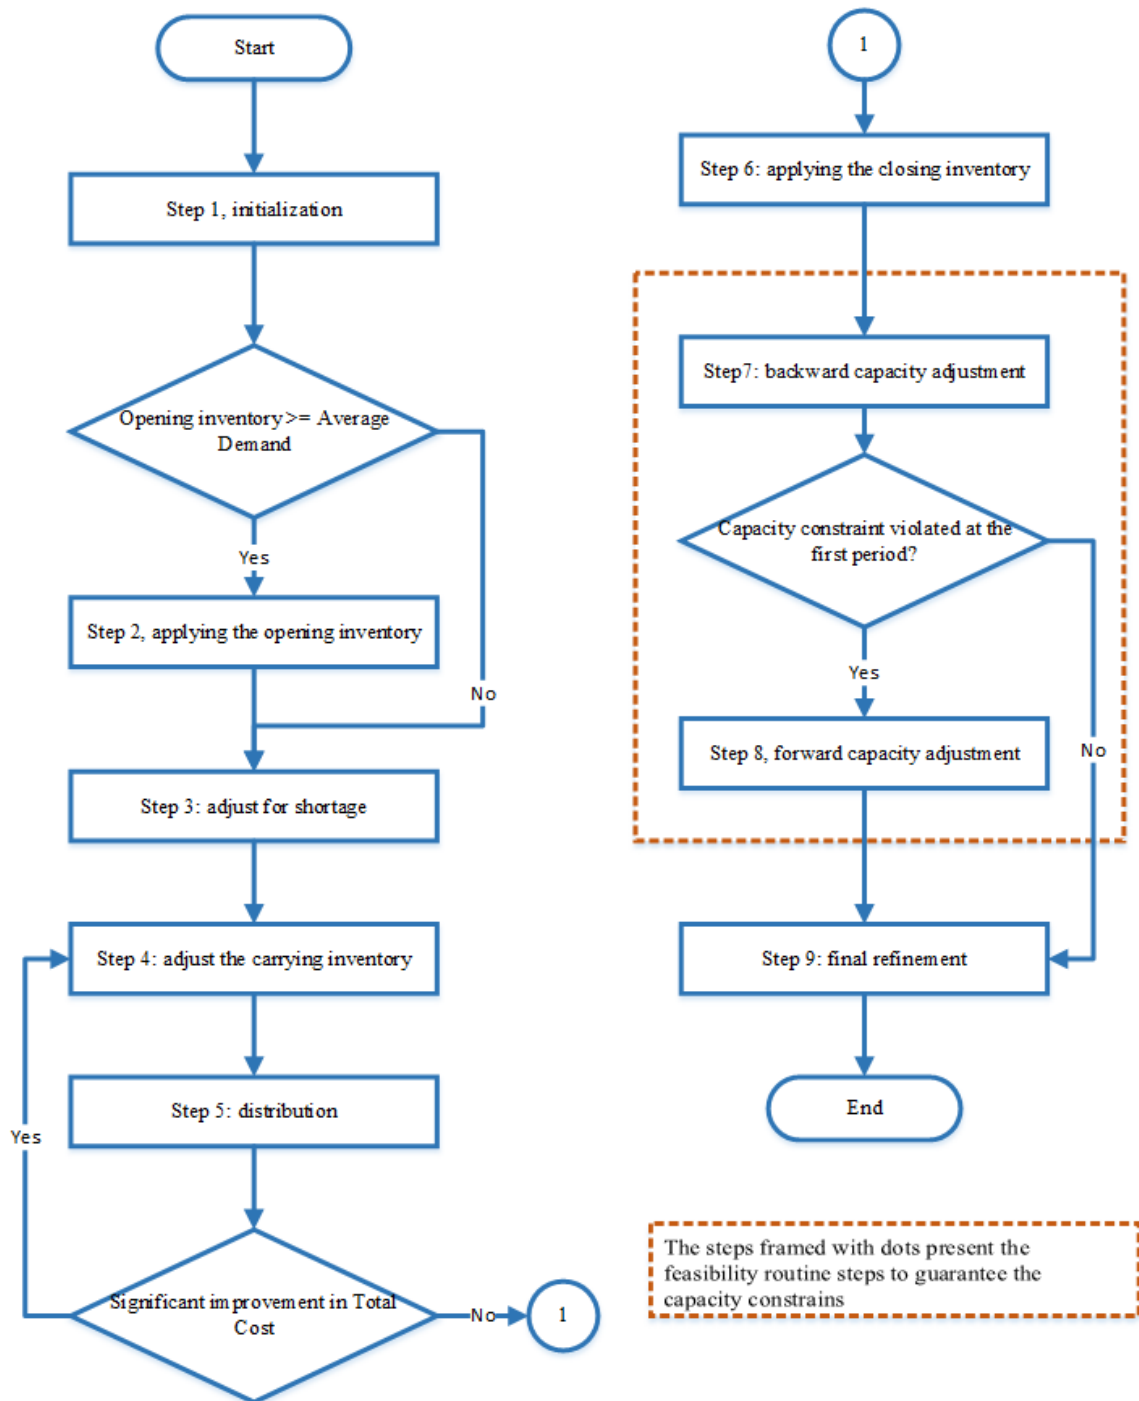 Start
Step 1, initialization
Opening inventory >= Average
Demand
Yes
Step 2, applying the opening inventory
No
Step 3: adjust for shortage
Step 4: adjust the carrying inventory
Step 5: distribution
Yes
Significant improvement in Total
Cost
No
1
1
Step 6: applying the closing inventory
Step7: backward capacity adjustment
Capacity constraint violated at the
first period?
Yes
Step 8, forward capacity adjustment
No
Step 9: final refinement
End
The steps framed with dots present the
feasibility routine steps to guarantee the
capacity constrains